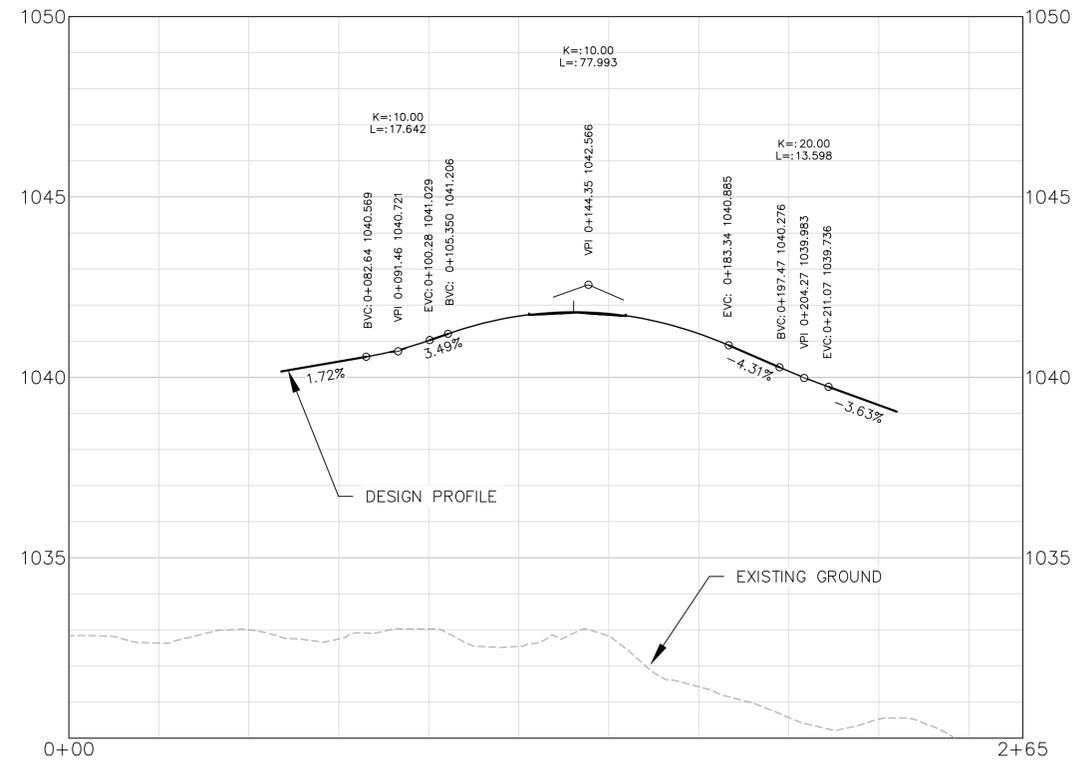 1050
1050
K=:10.00
L=:77.993
K=:10.00
L=:17.642
K=:20.00
L=:13.598
1045
1045
BVC:0+082.64 1040.569
VPI 0+091.46 1040.721
EVC:0+100.28 1041.029
BVC: 0+105.350 1041.206
VPI 0+144.35 1042.566
EVC: 0+183.34 1040.885
BVC:0+197.47 1040.276
VPI 0+204.27 1039.983
EVC:0+211.07 1039.736
1040
1040
1.72%
3.49%
-4.31%
-3.63%
DESIGN PROFILE
1035
1035
EXISTING GROUND
0+00
2+65